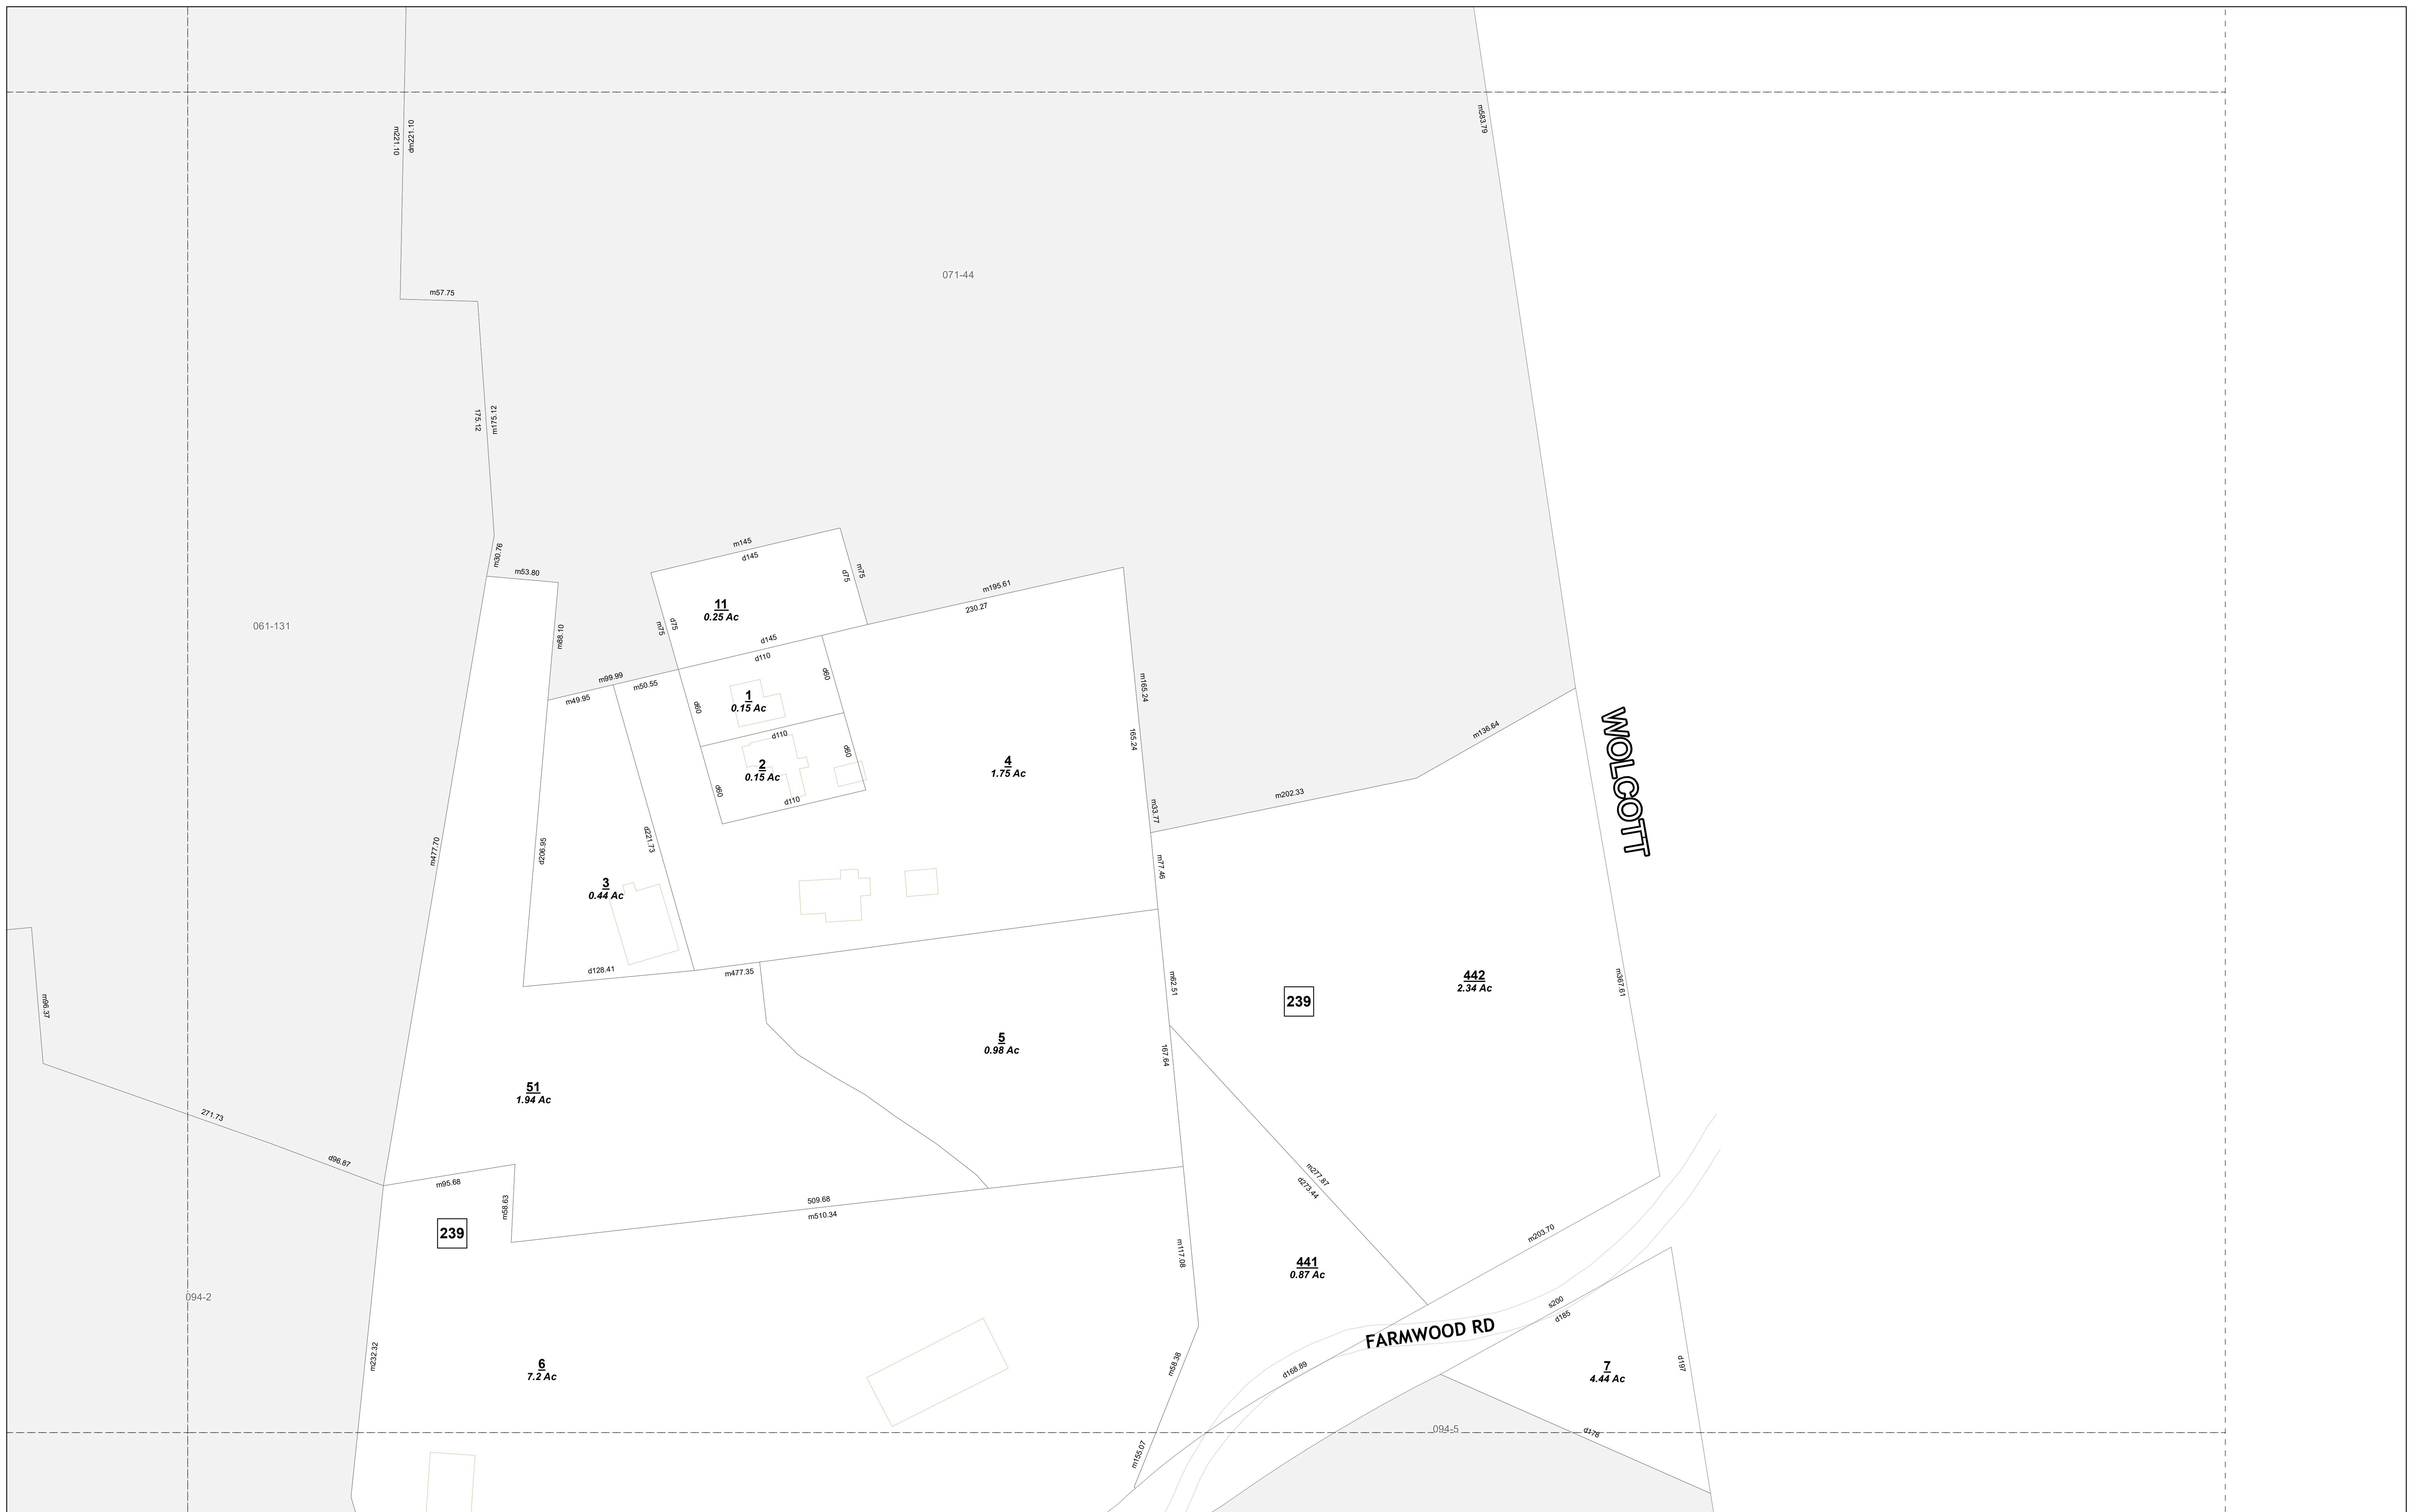 m221.10
dm221.10
m583.79
071-44
m57.75
175.12
m175.12
m30.76
m53.80
m145
d145
d75
m75
m195.61
230.27
11
0.25 Ac
061-131
m88.10
m75
d75
d145
d110
m99.99
m50.55
m49.95
d60
1
0.15 Ac
d60
m165.24
165.24
d110
d60
2
0.15 Ac
d60
d110
4
1.75 Ac
m136.64
m202.33
WOLCOTT
m33.77
m77.46
m477.70
d206.95
d221.73
3
0.44 Ac
d128.41
m477.35
m62.51
442
2.34 Ac
m367.61
239
m96.37
5
0.98 Ac
167.64
51
1.94 Ac
271.73
d96.87
m95.68
m58.63
509.68
m510.34
m277.87
d273.44
239
m117.08
m203.70
441
0.87 Ac
094-2
s200
d185
FARMWOOD RD
m232.32
6
7.2 Ac
m58.38
d168.89
7
4.44 Ac
d197
094-5
d178
m155.07